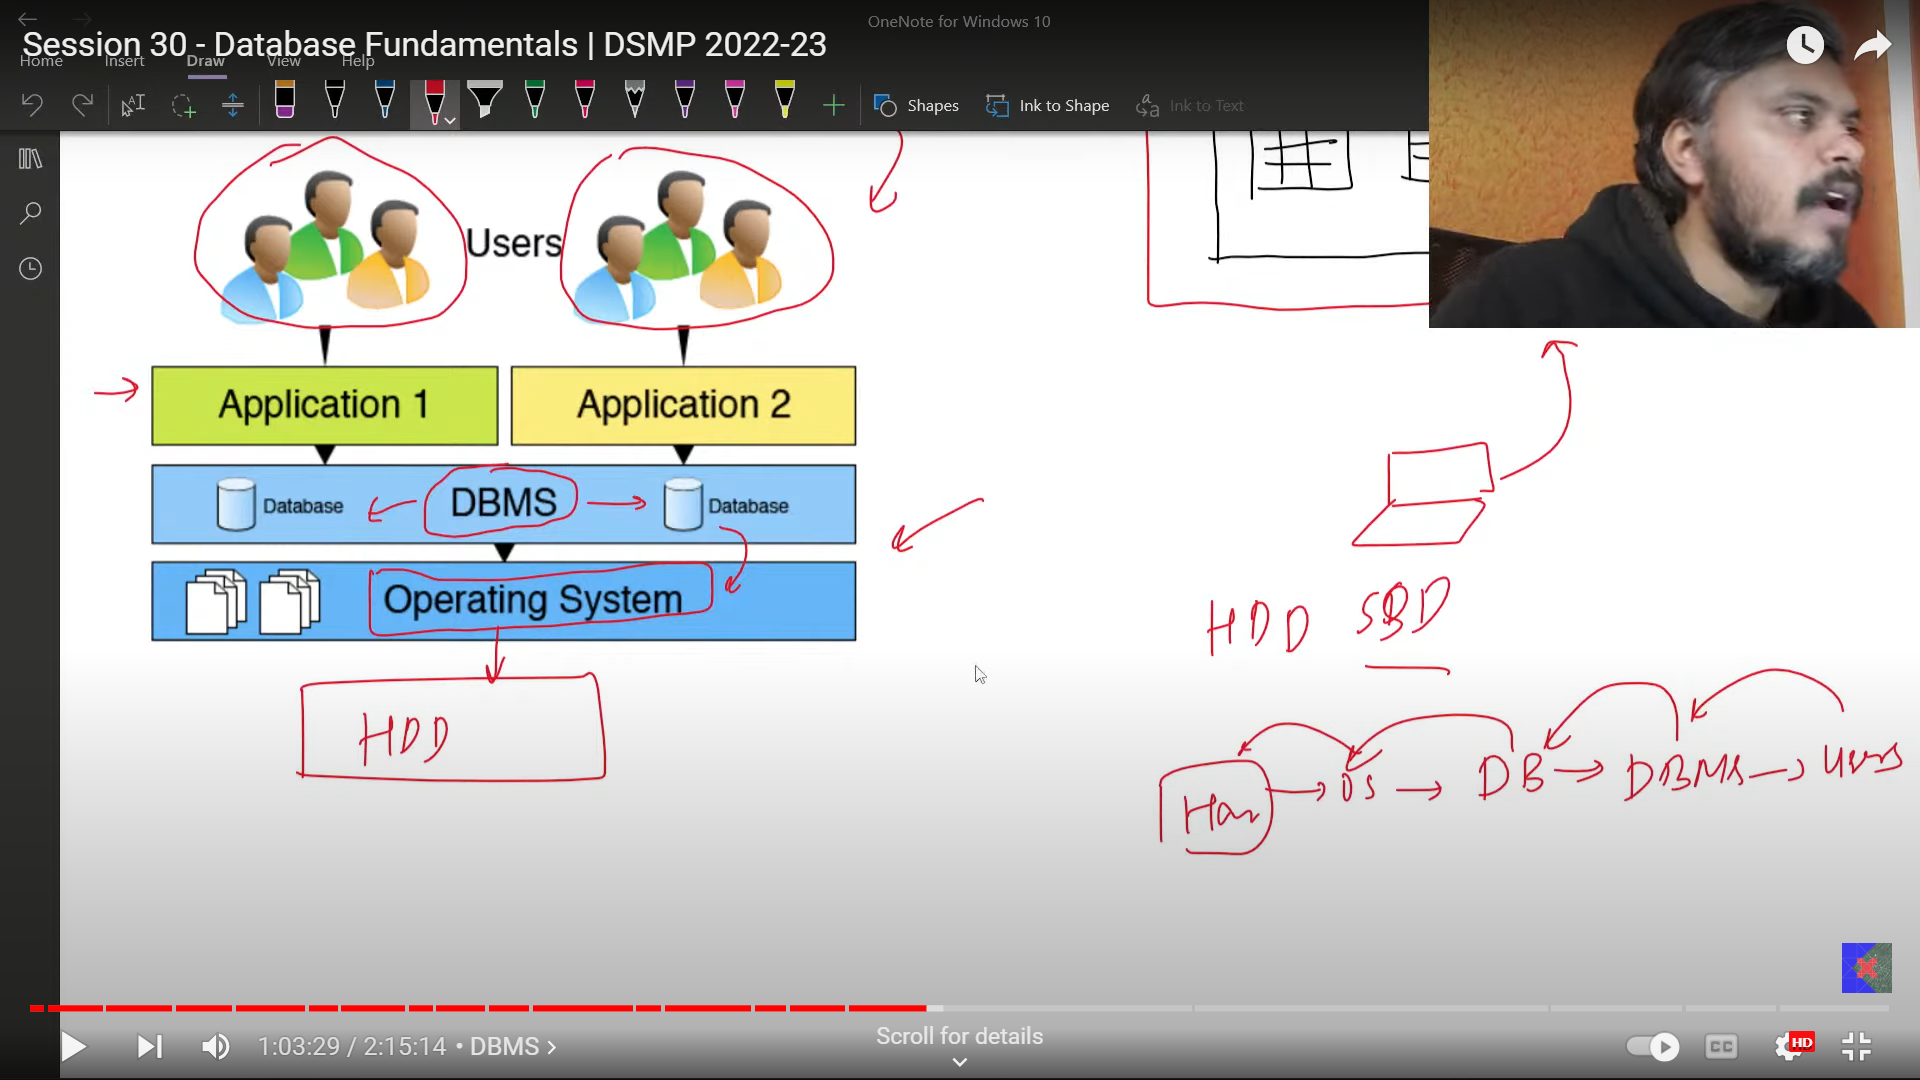 OneNote for Windows 10
Session 30 - Database Fundamentals | DSMP 2022-23
Home Insert Draw View Help
Shapes Ink to Shape Ink to Text
Users
Application 1 Application 2
Database DBMS Database
Operating System
HDD SSD
HDD
Har OS DB DBMS Users
Scroll for details
1:03:29 / 2:15:14 • DBMS
CC HD